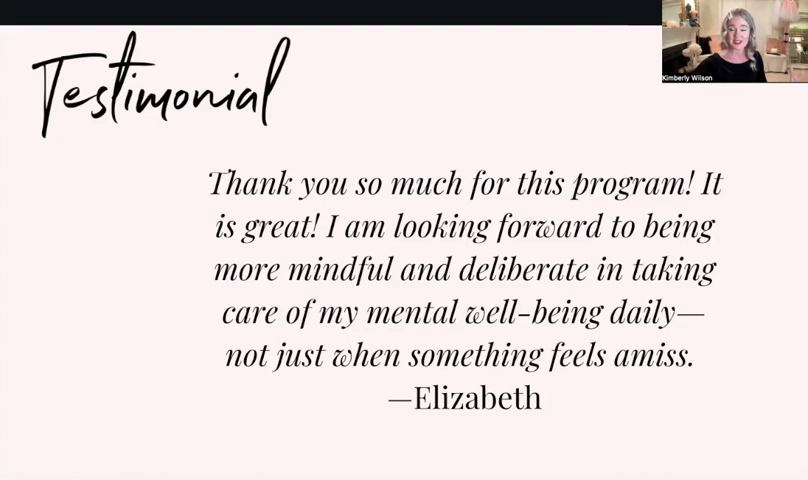 Testimonial
Kimberly Wilson
Thank you so much for this program! It
is great! I am looking forward to being
more mindful and deliberate in taking
care of my mental well-being daily—
not just when something feels amiss.
—Elizabeth